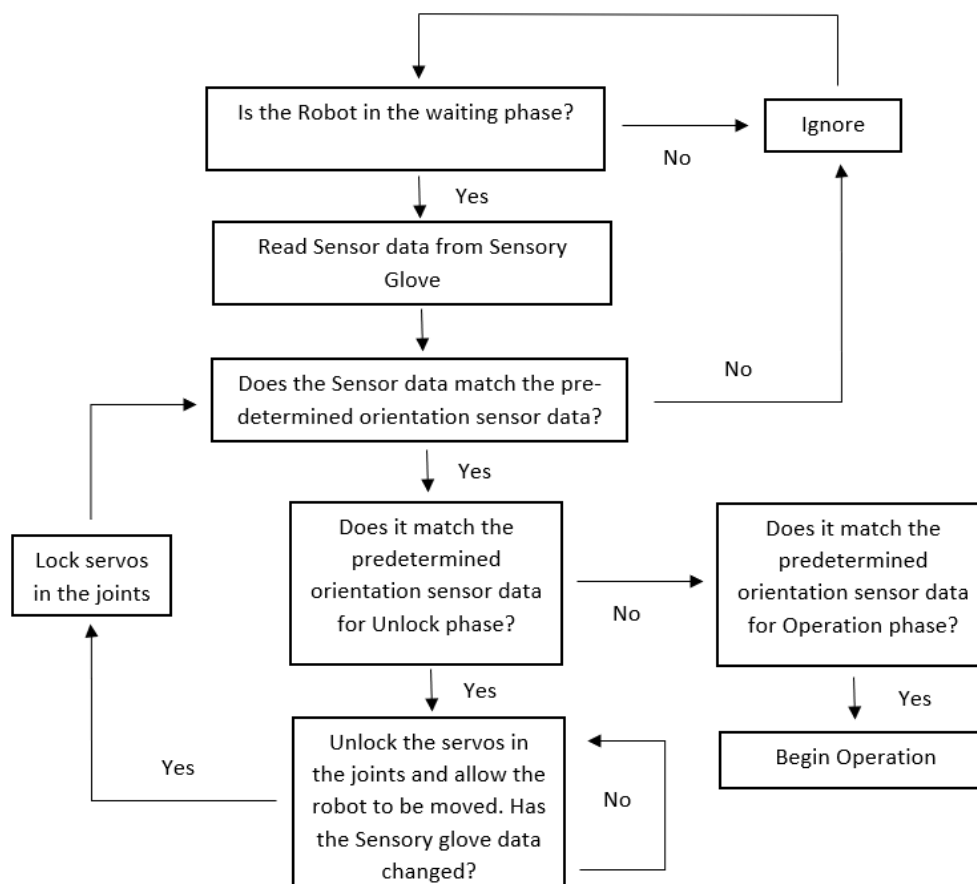 Is the Robot in the waiting phase?
Ignore
No
Yes
Read Sensor data from Sensory
Glove
Does the Sensor data match the pre-
determined orientation sensor data?
No
Yes
Lock servos
in the joints
Does it match the
predetermined
orientation sensor data
for Unlock phase?
No
Does it match the
predetermined
orientation sensor data
for Operation phase?
Yes
Yes
Begin Operation
Unlock the servos in
the joints and allow the
robot to be moved. Has
the Sensory glove data
changed?
Yes
No